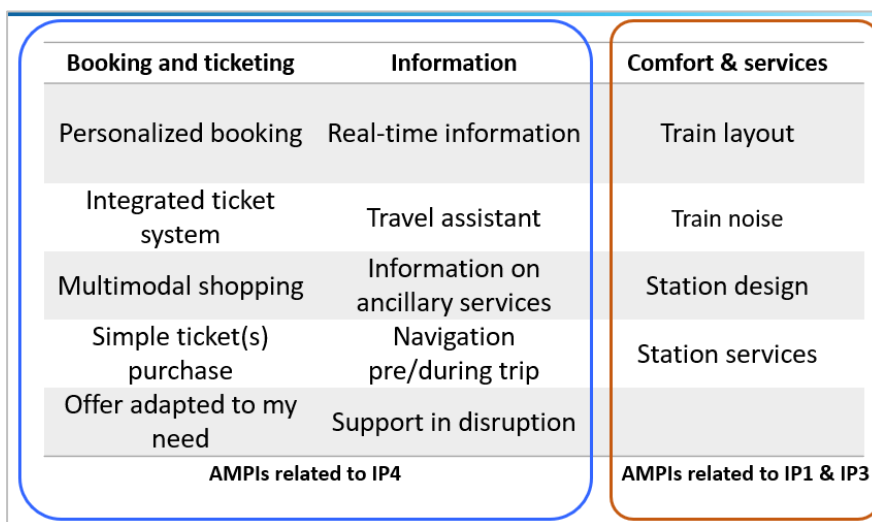 Booking and ticketing Information Comfort & services
Personalized booking Real-time information Train layout
Integrated ticket
system
Travel assistant
Train noise
Multimodal shopping
Information on
ancillary services
Station design
Simple ticket(s)
purchase
Navigation
pre/during trip
Station services
Offer adapted to my
need
Support in disruption
AMPIs related to IP4 AMPIs related to IP1 & IP3